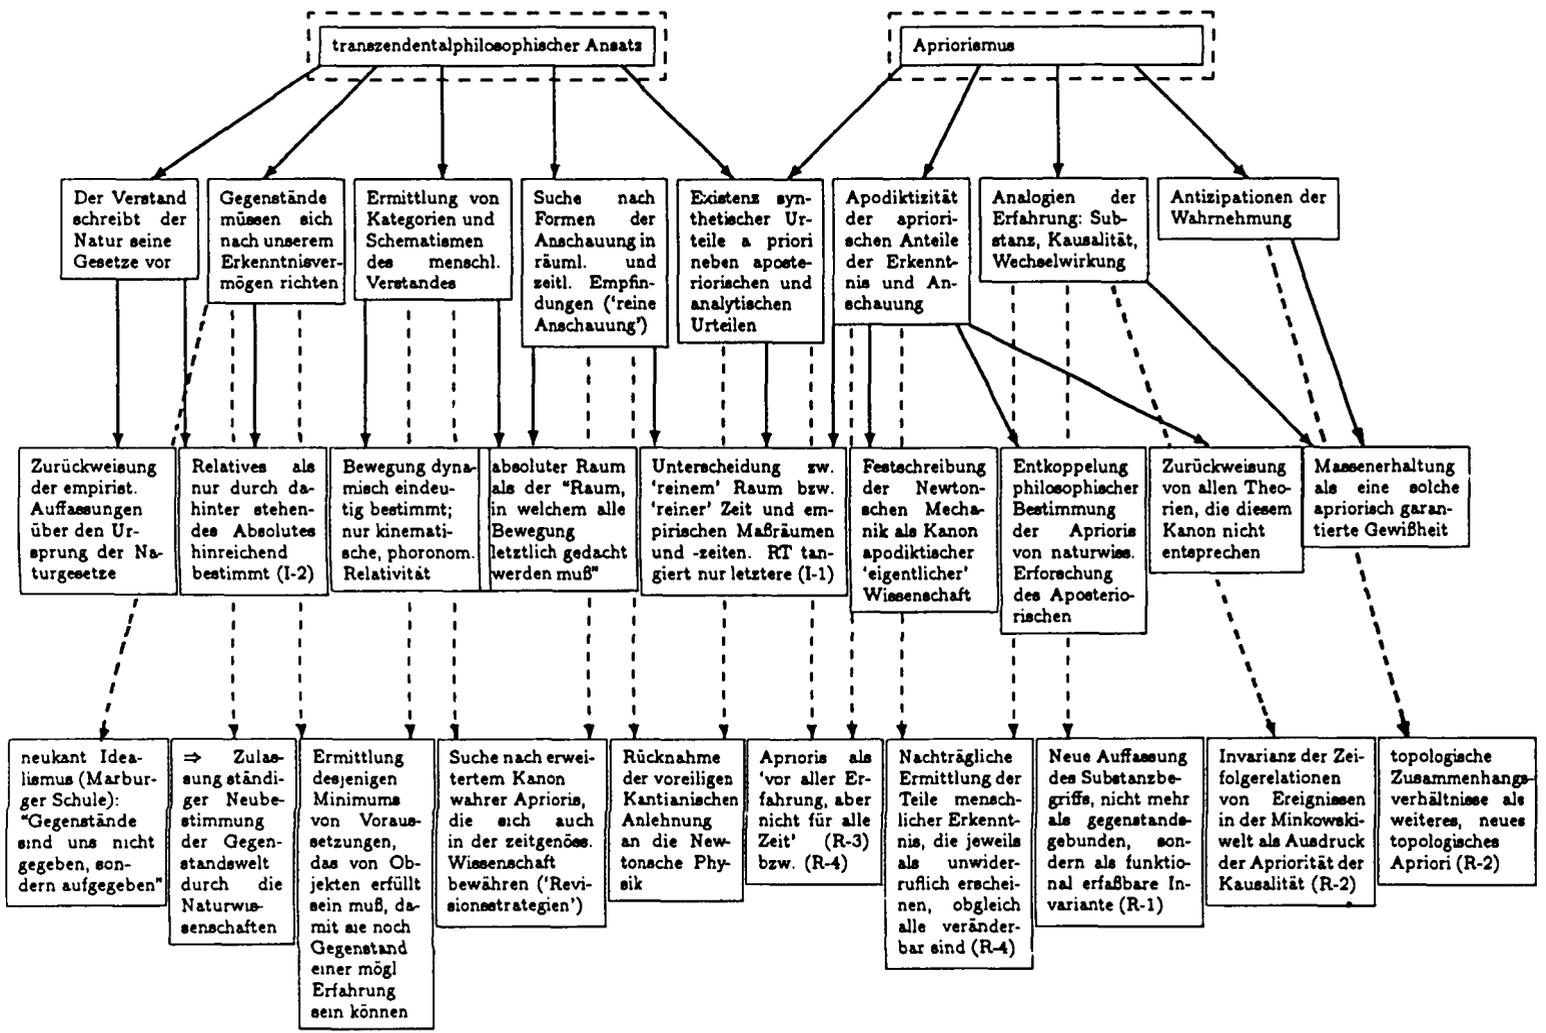 transzendentalphilosophischer Ansatz
Apriorismus
Der Verstand
schreibt der
Natur seine
Gesetze vor
Gegenstände
müssen sich
nach unserem
Erkenntnisver-
mögen richten
Ermittlung von
Kategorien und
Schematismen
des menschl.
Verstandes
Suche nach
Formen der
Anschauung in
räuml. und
zeitl. Empfin-
dungen ('reine
Anschauung')
Existenz syn-
thetischer Ur-
teile a priori
neben aposte-
riorischen und
analytischen
Urteilen
Apodiktizität
der apriori-
schen Anteile
der Erkennt-
nis und An-
schauung
Analogien der
Erfahrung: Sub-
stanz, Kausalität,
Wechselwirkung
Antizipationen der
Wahrnehmung
Zurückweisung
der empirist.
Auffassungen
über den Ur-
sprung der Na-
turgesetze
Relatives als
nur durch da-
hinter stehen-
des Absolutes
hinreichend
bestimmt (I-2)
Bewegung dyna-
misch eindeu-
tig bestimmt;
nur kinemati-
sche, phoronom.
Relativität
absoluter Raum
als der "Raum,
in welchem alle
Bewegung
letztlich gedacht
werden muß"
Unterscheidung zw.
'reinem' Raum bzw.
'reiner' Zeit und em-
pirischen Maßräumen
und -zeiten. RT tan-
giert nur letztere (I-1)
Festschreibung
der Newton-
schen Mecha-
nik als Kanon
apodiktischer
'eigentlicher'
Wissenschaft
Entkoppelung
philosophischer
Bestimmung
der Aprioris
von naturwiss.
Erforschung
des Aposterio-
rischen
Zurückweisung
von allen Theo-
rien, die diesem
Kanon nicht
entsprechen
Massenerhaltung
als eine solche
apriorisch garan-
tierte Gewißheit
neukant Idea-
lismus (Marbur-
ger Schule):
"Gegenstände
sind uns nicht
gegeben, son-
dern aufgegeben"
⇒ Zulas-
sung ständi-
ger Neube-
stimmung
der Gegen-
standswelt
durch die
Naturwis-
senschaften
Ermittlung
desjenigen
Minimums
von Voraus-
setzungen,
das von Ob-
jekten erfüllt
sein muß, da-
mit sie noch
Gegenstand
einer mögl
Erfahrung
sein können
Suche nach erwei-
tertem Kanon
wahrer Aprioris,
die sich auch
in der zeitgenöss.
Wissenschaft
bewähren ('Revi-
sionsstrategien')
Rücknahme
der voreiligen
Kantianischen
Anlehnung
an die New-
tonsche Phy-
sik
Aprioris als
'vor aller Er-
fahrung, aber
nicht für alle
Zeit' (R-3)
bzw. (R-4)
Nachträgliche
Ermittlung der
Teile mensch-
licher Erkennt-
nis, die jeweils
als unwider-
ruflich erschei-
nen, obgleich
alle veränder-
bar sind (R-4)
Neue Auffassung
des Substanzbe-
griffs, nicht mehr
als gegenstands-
gebunden, son-
dern als funktio-
nal erfaßbare In-
variante (R-1)
Invarianz der Zei-
folgerelationen
von Ereignissen
in der Minkowski-
welt als Ausdruck
der Apriorität der
Kausalität (R-2)
topologische
Zusammenhangs-
verhältnisse als
weiteres, neues
topologisches
Apriori (R-2)